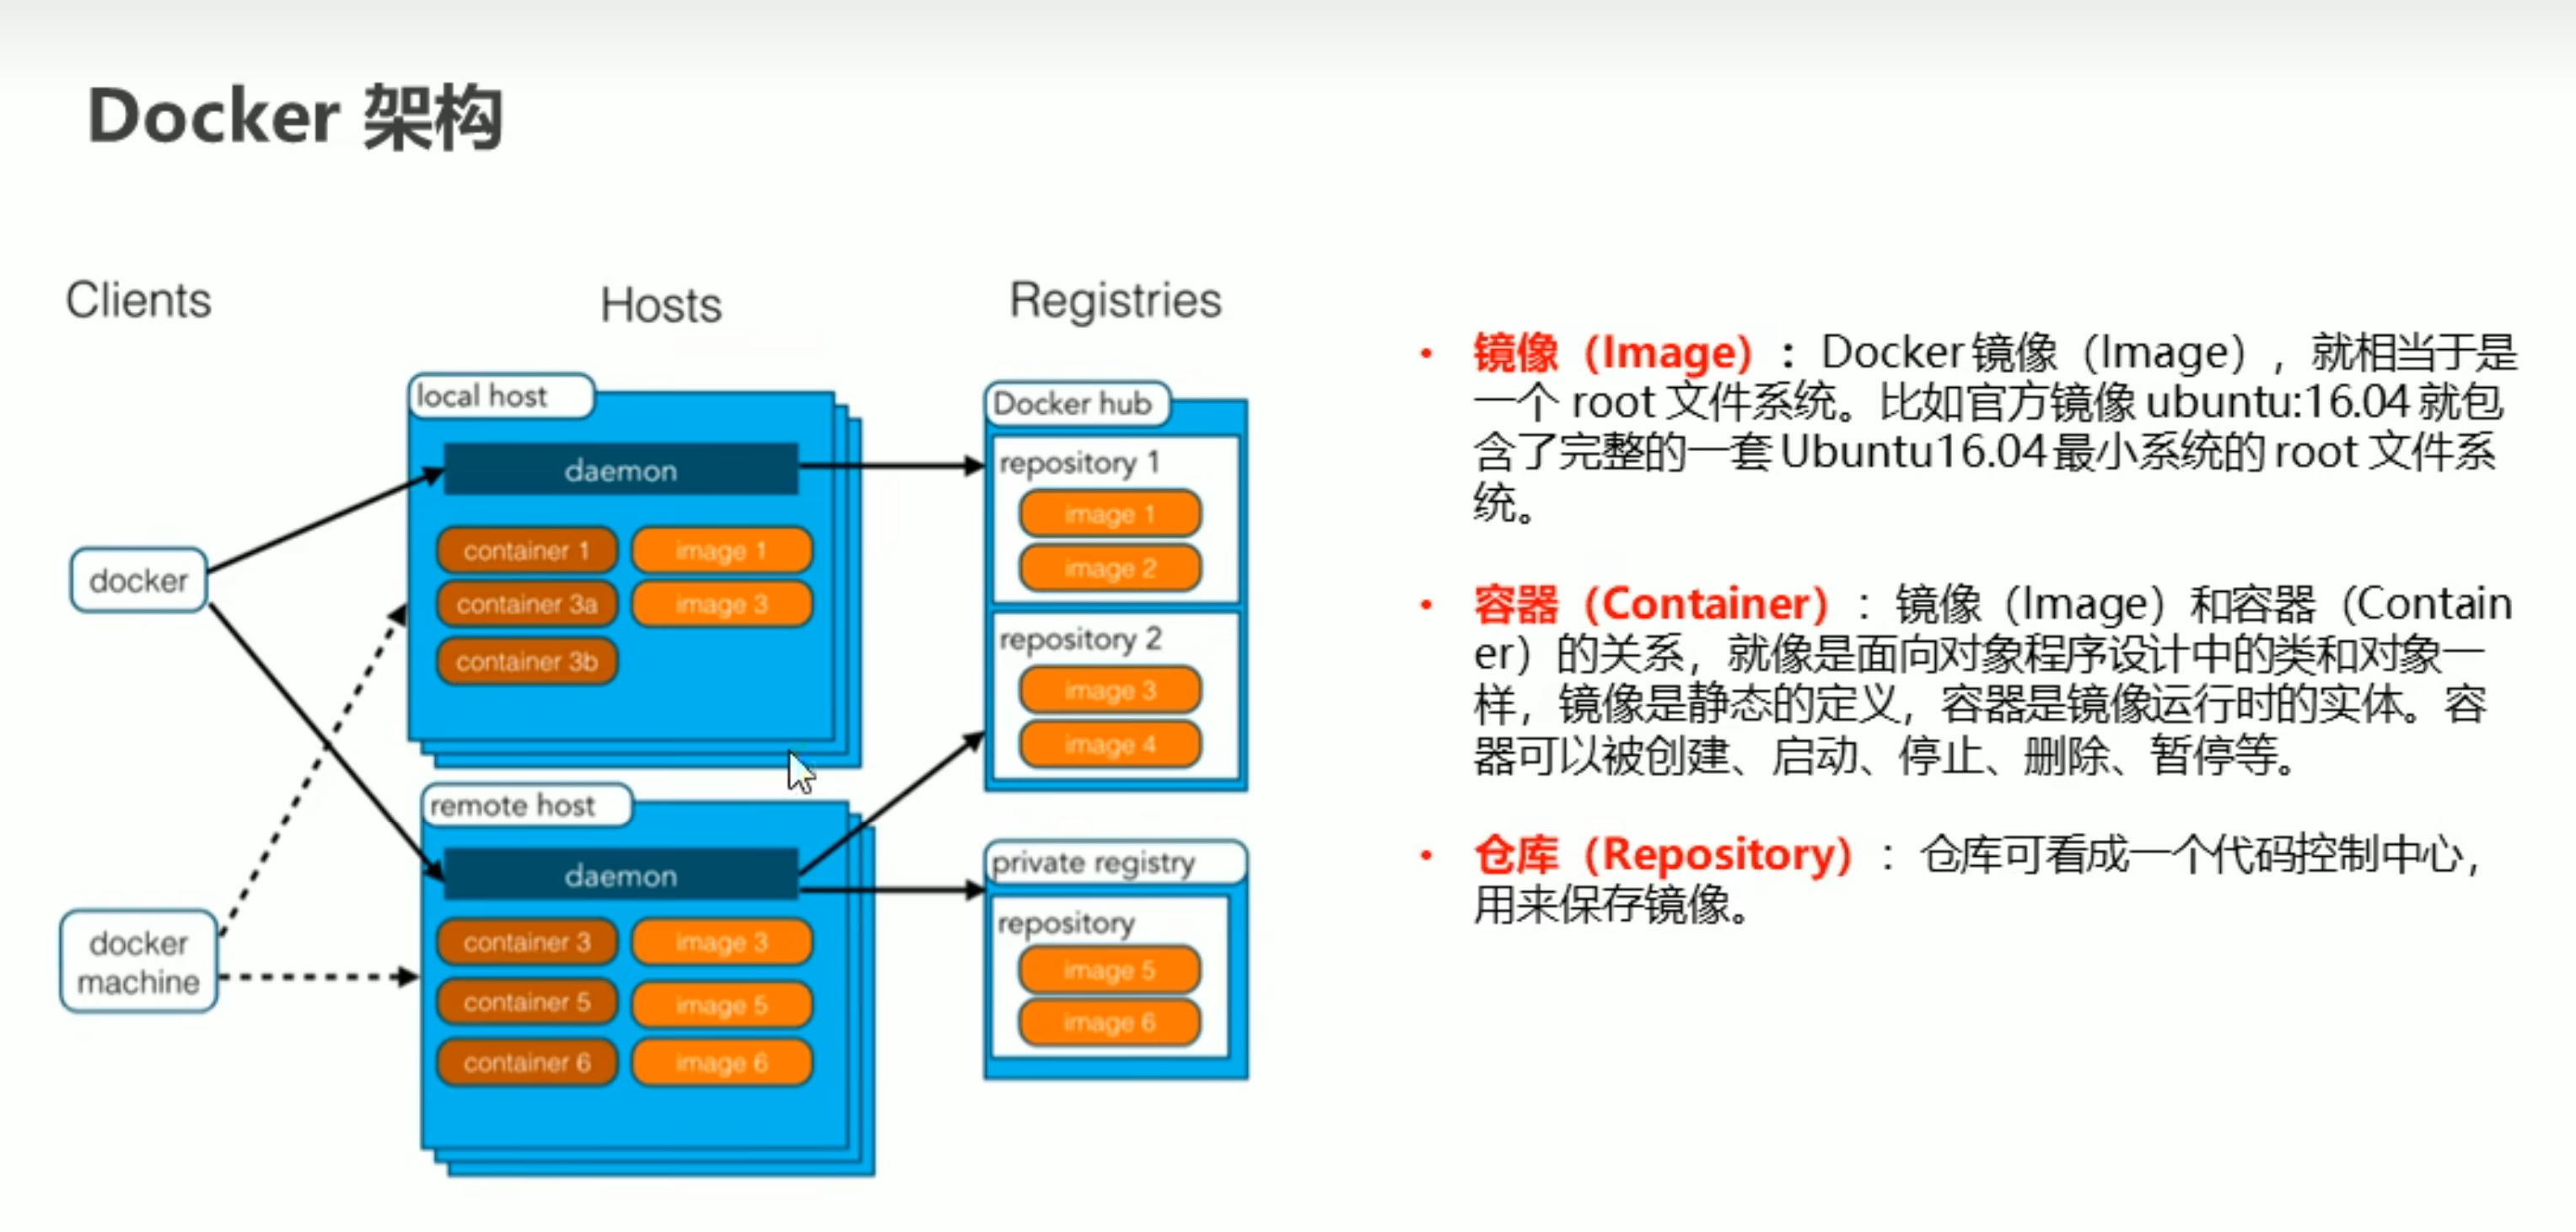 Docker 架构
Clients
Hosts
Registries
docker
docker
machine
local host
daemon
container 1
image 1
container 3a
image 3
container 3b
remote host
daemon
container 3
image 3
container 5
image 5
container 6
image 6
Docker hub
repository 1
image 1
image 2
repository 2
image 3
image 4
private registry
repository
image 5
image 6
• 镜像（Image）：Docker 镜像（Image），就相当于是
一个 root 文件系统。比如官方镜像 ubuntu:16.04 就包
含了完整的一套 Ubuntu16.04 最小系统的 root 文件系
统。
• 容器（Container）：镜像（Image）和容器（Contain
er）的关系，就像是面向对象程序设计中的类和对象一
样，镜像是静态的定义，容器是镜像运行时的实体。容
器可以被创建、启动、停止、删除、暂停等。
• 仓库（Repository）：仓库可看成一个代码控制中心，
用来保存镜像。